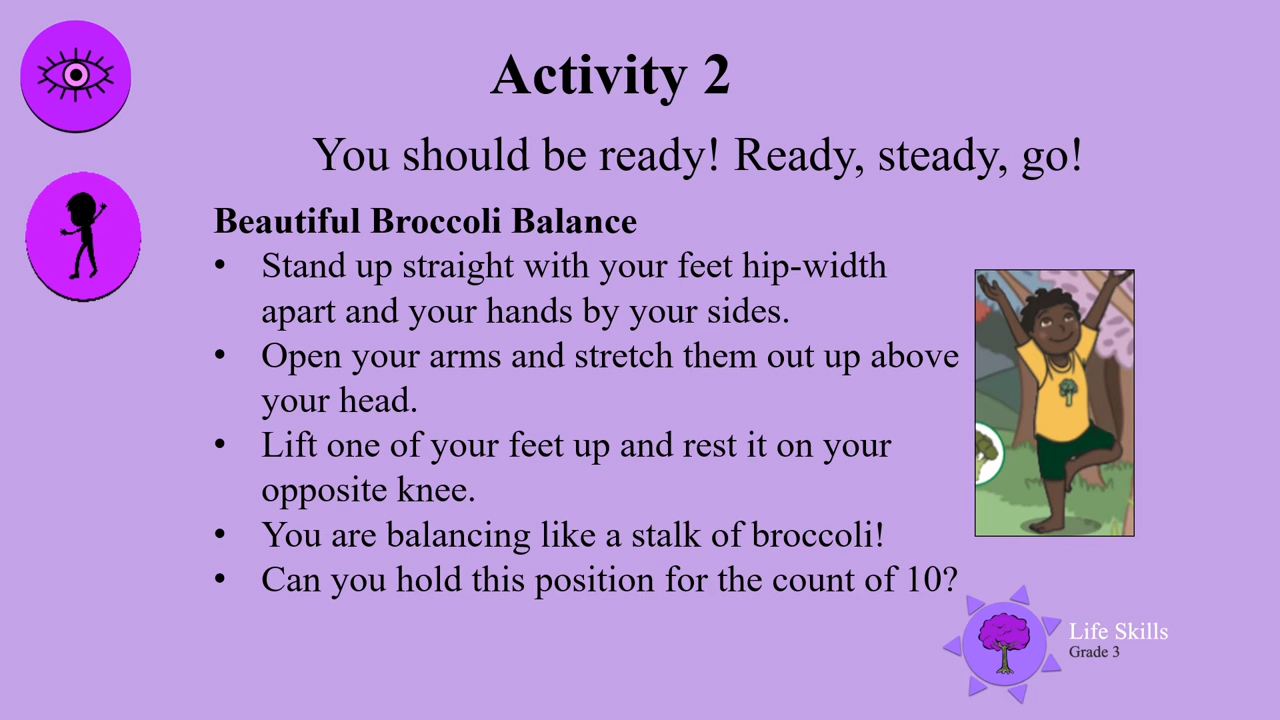 Activity 2
You should be ready! Ready, steady, go!
Beautiful Broccoli Balance
• Stand up straight with your feet hip-width
apart and your hands by your sides.
• Open your arms and stretch them out up above
your head.
• Lift one of your feet up and rest it on your
opposite knee.
• You are balancing like a stalk of broccoli!
• Can you hold this position for the count of 10?
Life Skills
Grade 3